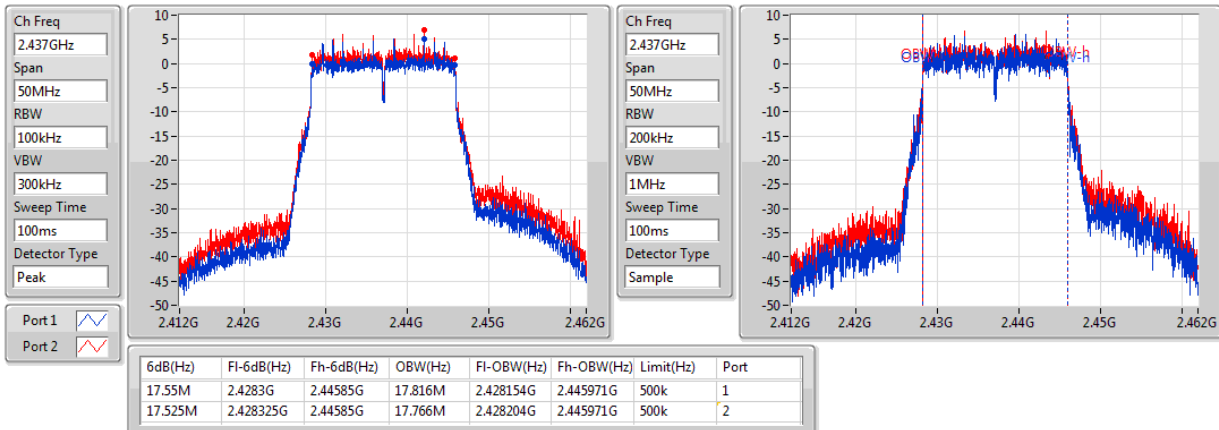 Ch Freq
2.437GHz
Span
50MHz
RBW
100kHz
VBW
300kHz
Sweep Time
100ms
Detector Type
Peak
Port 1
Port 2
10
5
0
-5
-10
-15
-20
-25
-30
-35
-40
-45
-50
2.412G 2.42G 2.43G 2.44G 2.45G 2.462G
Ch Freq
2.437GHz
Span
50MHz
RBW
200kHz
VBW
1MHz
Sweep Time
100ms
Detector Type
Sample
10
5
0
-5
-10
-15
-20
-25
-30
-35
-40
-45
-50
2.412G 2.42G 2.43G 2.44G 2.45G 2.462G
6dB(Hz) Fl-6dB(Hz) Fh-6dB(Hz) OBW(Hz) Fl-OBW(Hz) Fh-OBW(Hz) Limit(Hz) Port
17.55M 2.4283G 2.44585G 17.816M 2.428154G 2.445971G 500k 1
17.525M 2.428325G 2.44585G 17.766M 2.428204G 2.445971G 500k 2